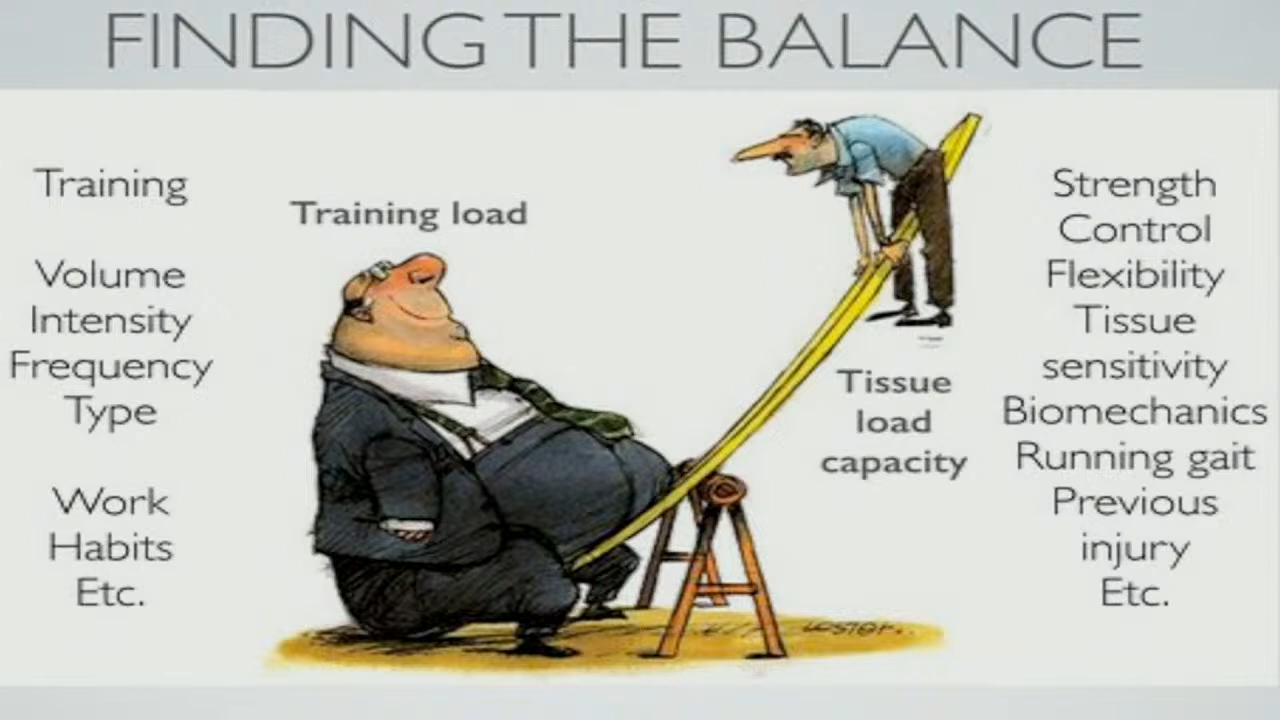 FINDING THE BALANCE
Training
Volume
Intensity
Frequency
Type
Work
Habits
Etc.
Training load
Tissue
load
capacity
Strength
Control
Flexibility
Tissue
sensitivity
Biomechanics
Running gait
Previous
injury
Etc.